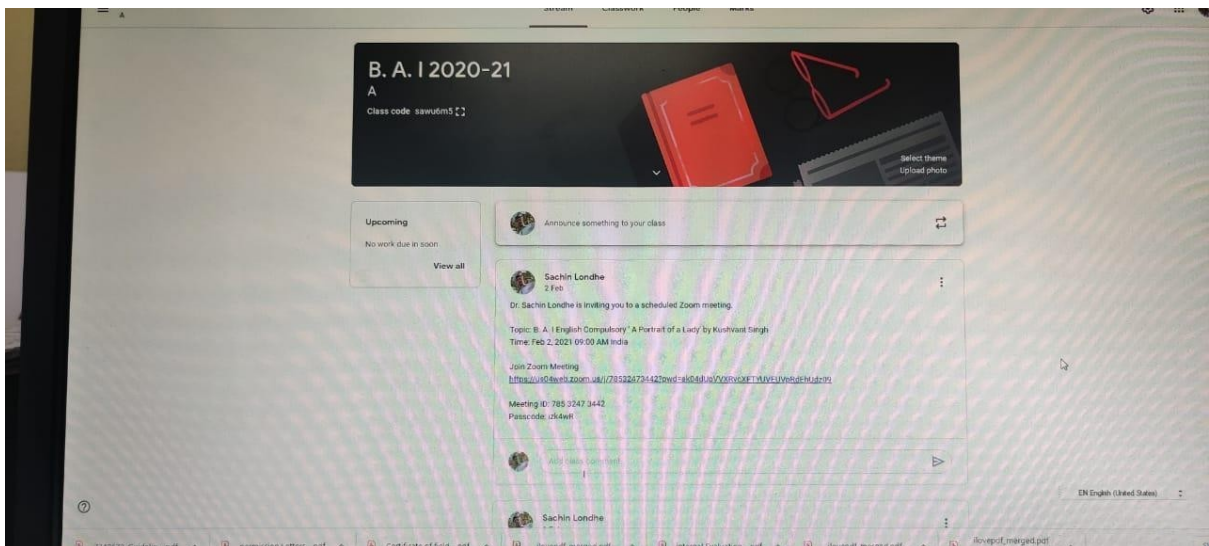 Stream Classwork People Marks
A
B. A. I 2020-21
A
Class code sawu6m5
Select theme
Upload photo
Upcoming
No work due in soon
View all
Announce something to your class
Sachin Londhe
2 Feb
Dr. Sachin Londhe is inviting you to a scheduled Zoom meeting.
Topic: B. A. I English Compulsory ' A Portrait of a Lady' by Kushvant Singh
Time: Feb 2, 2021 09:00 AM India
Join Zoom Meeting
Meeting ID: 785 3247 3442
Passcode: izk4wR
Add class comment
EN English (United States)
Sachin Londhe
ilovepdf_merged.pdf